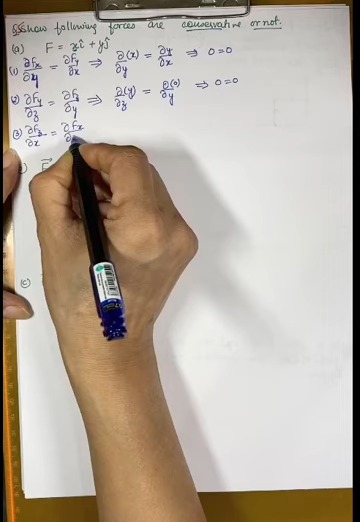 Show following forces are conservative or not.
(a) F = xî + yĵ
(1) ∂Fx/∂y = ∂Fy/∂x ⇒ ∂(x)/∂y = ∂y/∂x ⇒ 0=0
(2) ∂Fy/∂z = ∂Fz/∂y ⇒ ∂(y)/∂z = ∂(0)/∂y ⇒ 0=0
(3) ∂Fz/∂x = ∂Fx/∂
F
(c)